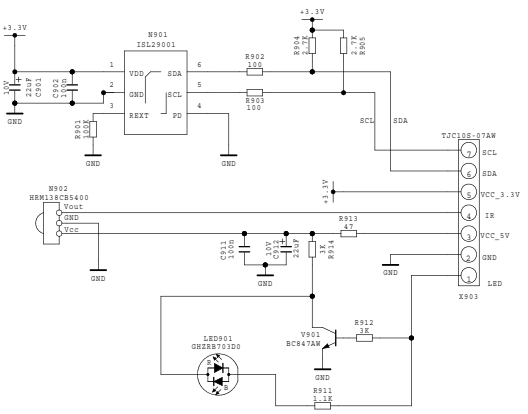 +3.3V
+3.3V
N901
ISL29001
R904
2.7K
2.7K
R905
1
VDD
SDA
6
R902
100
10V
22uF
C901
C902
100n
2
GND
SCL
5
R903
100
3
REXT
PD
4
GND
R901
100K
GND
GND
SCL
SDA
TJC10S-07AW
7
SCL
6
SDA
5
VCC_3.3V
4
IR
3
VCC_5V
2
GND
1
LED
X903
+3.3V
N902
HRM138CB5400
Vout
GND
Vcc
GND
R913
47
C911
100n
10V
C912
22uF
3K
R914
GND
GND
LED901
GHZRB703D0
R
B
V901
BC847AW
R912
3K
GND
R911
1.1K